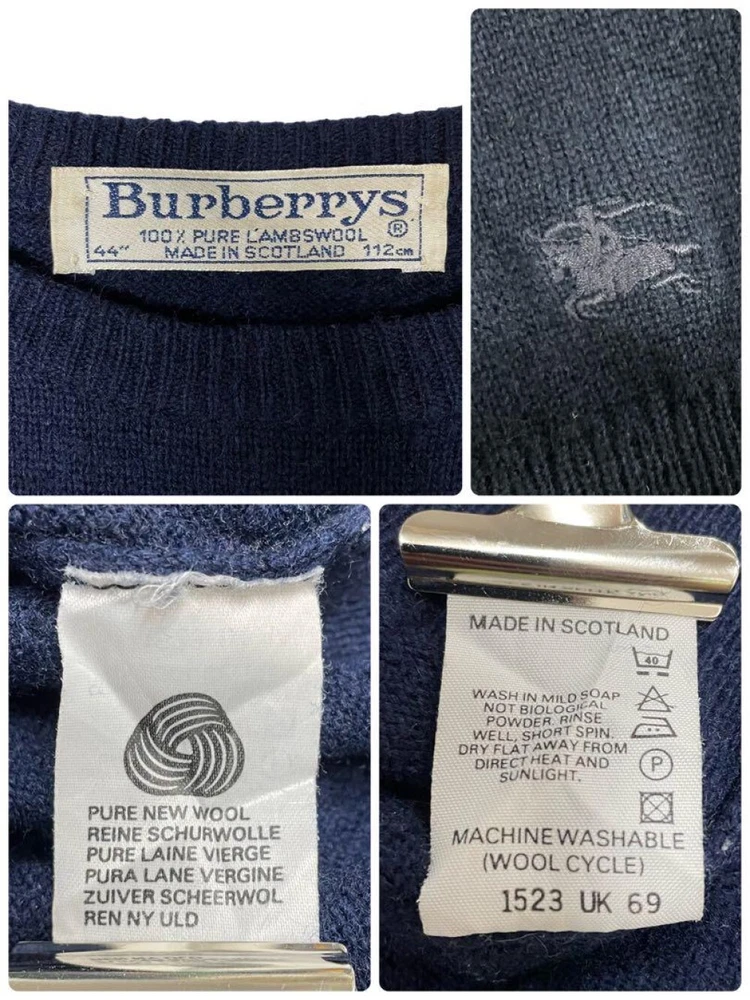 Burberrys
®
100% PURE LAMBSWOOL
44" MADE IN SCOTLAND 112cm
PURE NEW WOOL
REINE SCHURWOLLE
PURE LAINE VIERGE
PURA LANE VERGINE
ZUIVER SCHEERWOL
REN NY ULD
MADE IN SCOTLAND
40
WASH IN MILD SOAP
NOT BIOLOGICAL
POWDER. RINSE
WELL, SHORT SPIN.
DRY FLAT AWAY FROM
DIRECT HEAT AND
SUNLIGHT.
P
MACHINE WASHABLE
(WOOL CYCLE)
1523 UK 69